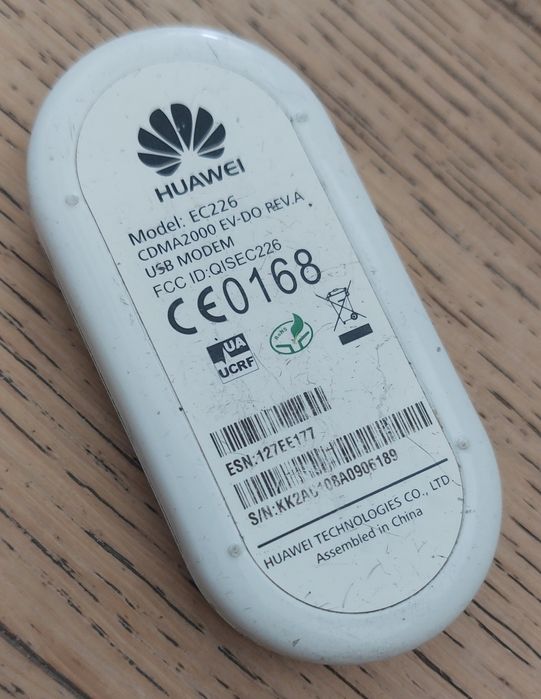 HUAWEI
Model: EC226
CDMA2000 EV-DO REV.A
USB MODEM
FCC ID:QISEC226
CE0168
UA
UCRF
RoHS
ESN:127EE177
HUAWEI TECHNOLOGIES CO., LTD.
Assembled in China